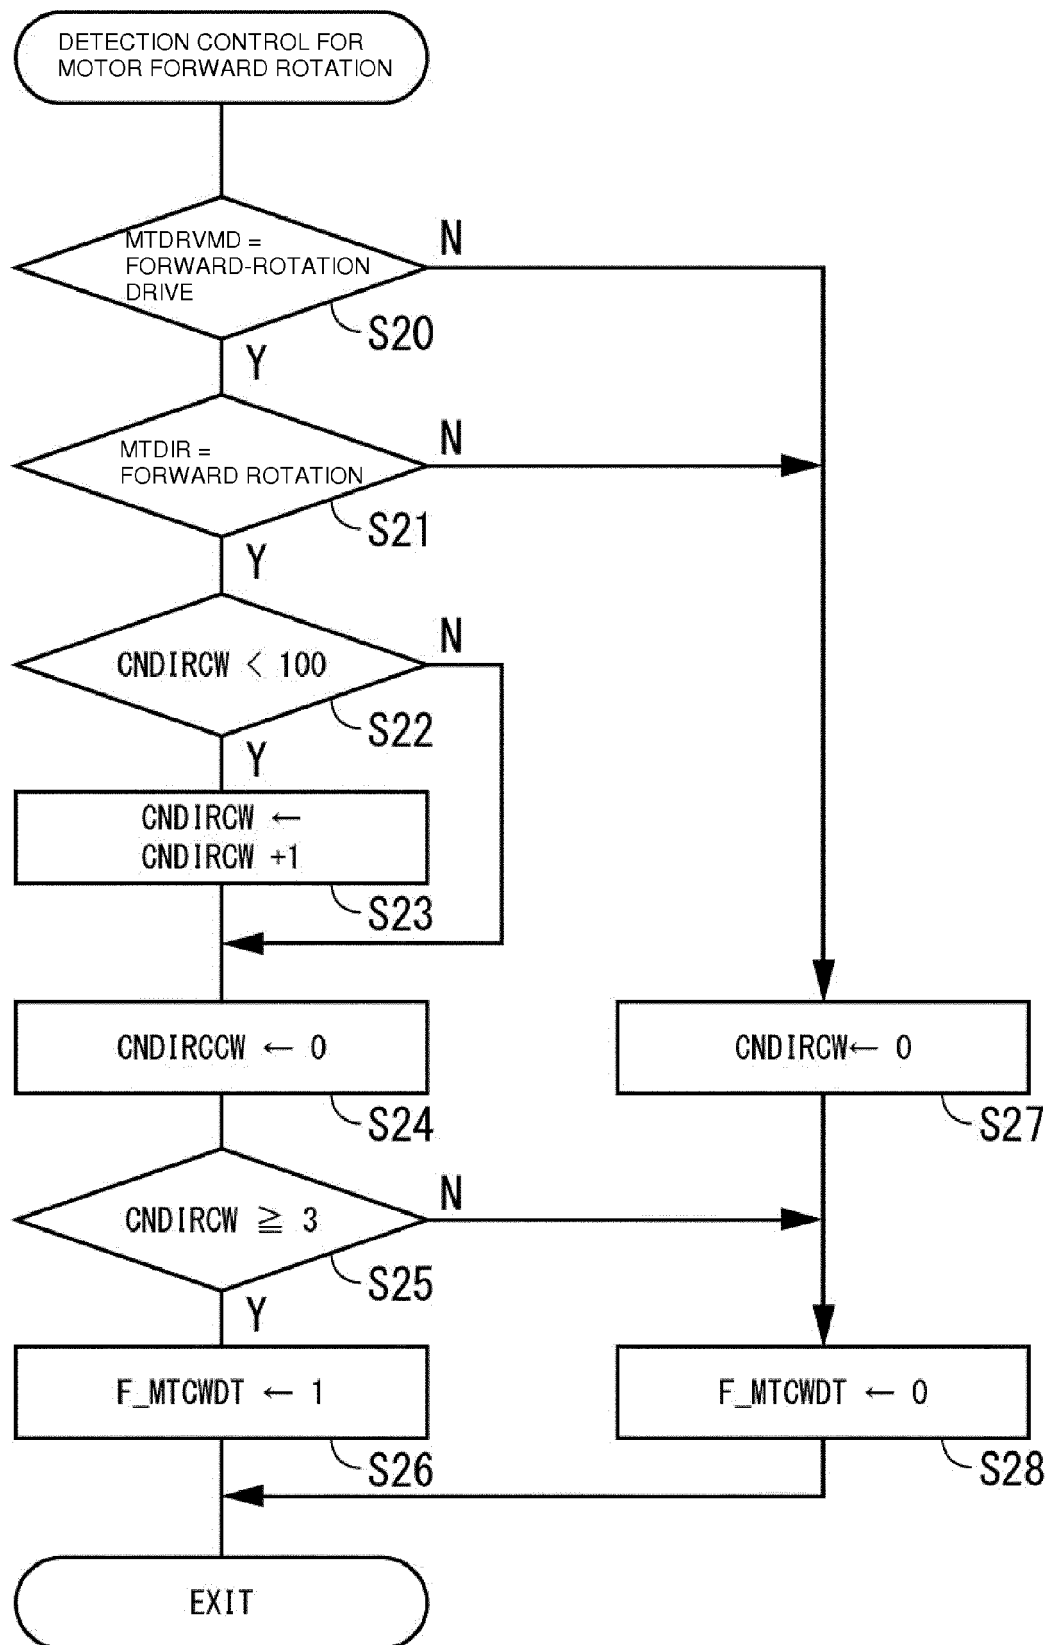 DETECTION CONTROL FOR
MOTOR FORWARD ROTATION
MTDRVMD =
FORWARD-ROTATION
DRIVE
N
S20
Y
MTDIR =
FORWARD ROTATION
N
S21
Y
CNDIRCW < 100
N
S22
Y
CNDIRCW ←
CNDIRCW +1
S23
CNDIRCCW ← 0
S24
CNDIRCW← 0
S27
CNDIRCW ≧ 3
N
S25
Y
F_MTCWDT ← 1
S26
F_MTCWDT ← 0
S28
EXIT